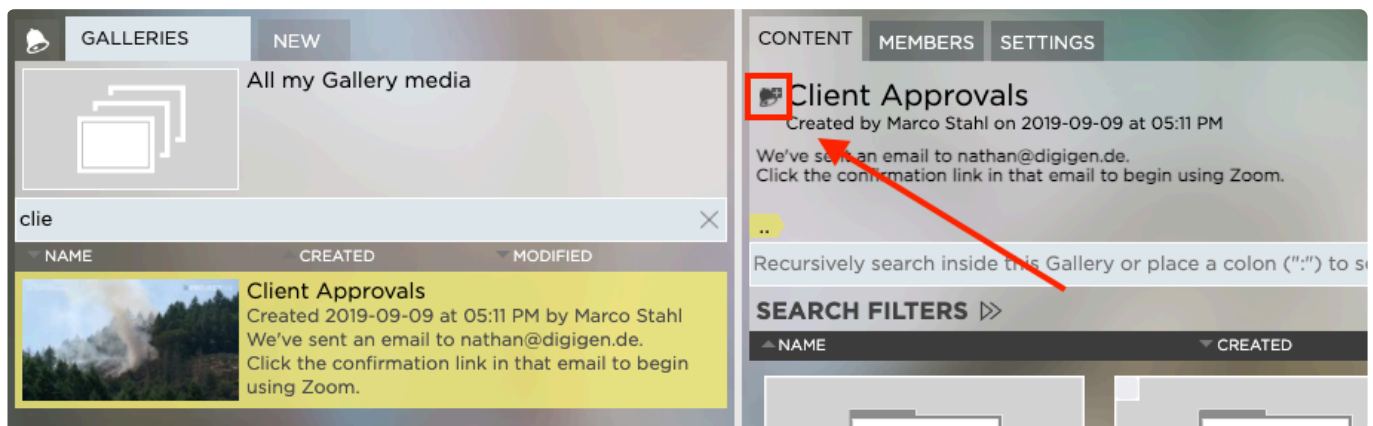 GALLERIES
NEW
All my Gallery media
clie
NAME
CREATED
MODIFIED
Client Approvals
Created 2019-09-09 at 05:11 PM by Marco Stahl
We've sent an email to nathan@digigen.de.
Click the confirmation link in that email to begin
using Zoom.
CONTENT
MEMBERS
SETTINGS
Client Approvals
Created by Marco Stahl on 2019-09-09 at 05:11 PM
We've sent an email to nathan@digigen.de.
Click the confirmation link in that email to begin using Zoom.
..
Recursively search inside this Gallery or place a colon (":") to s
SEARCH FILTERS
NAME
CREATED